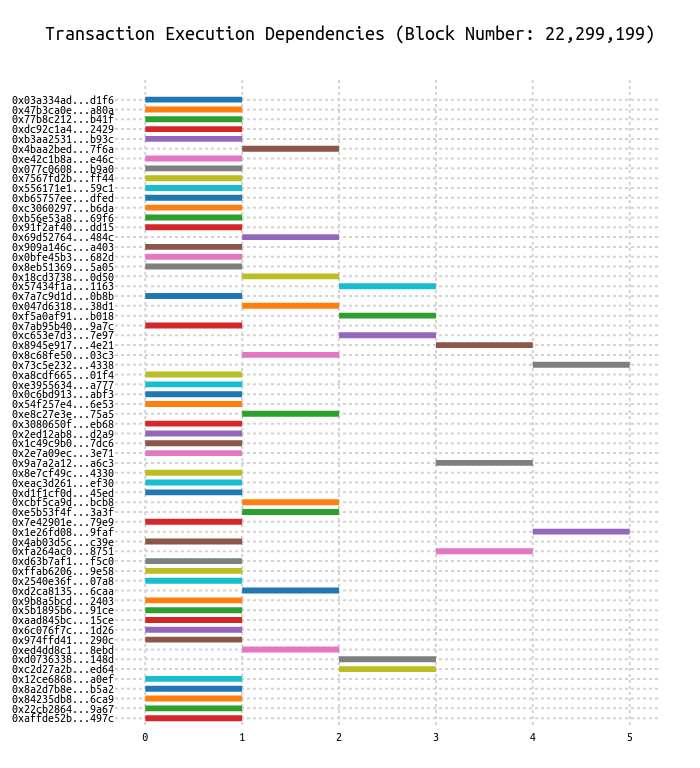 Transaction Execution Dependencies (Block Number: 22,299,199)
0x03a334ad...d1f6
0x47b3ca0e...a80a
0x77b8c212...b41f
0xdc92c1a4...2429
0xb3aa2531...b93c
0x4baa2bed...7f6a
0xe42c1b8a...e46c
0x077c0608...b9a0
0x7567fd2b...ff44
0x556171e1...59c1
0xb65757ee...dfed
0xc3060297...b6da
0xb56e53a8...69f6
0x91f2af40...dd15
0x69d52764...484c
0x909a146c...a403
0x0bfe45b3...682d
0x8eb51369...5a05
0x18cd3738...0d50
0x57434f1a...1163
0x7a7c9d1d...0b8b
0x047d6318...38d1
0xf5a0af91...b018
0x7ab95b40...9a7c
0xc653e7d3...7e97
0x8945e917...4e21
0x8c68fe50...03c3
0x73c5e232...4338
0xa8cdf665...01f4
0xe3955634...a777
0x0c6bd913...abf3
0x54f257e4...6e53
0xe8c27e3e...75a5
0x3080650f...eb68
0x2ed12ab8...d2a9
0x1c49c9b0...7dc6
0x2e7a09ec...3e71
0x9a7a2a12...a6c3
0x8e7cf49c...4330
0xeac3d261...ef30
0xd1f1cf0d...45ed
0xcbf5ca9d...bcb8
0xe5b53f4f...3a3f
0x7e42901e...79e9
0x1e26fd08...9faf
0x4ab03d5c...c39e
0xfa264ac0...8751
0xd63b7af1...f5c0
0xffab6206...9e58
0x2540e36f...07a8
0xd2ca8135...6caa
0x9b8a5bcd...2403
0x5b1895b6...91ce
0xaad845bc...15ce
0x6c076f7c...1d26
0x974ffd41...290c
0xed4dd8c1...8ebd
0xd0736338...148d
0xc2d27a2b...ed64
0x12ce6868...a0ef
0x8a2d7b8e...b5a2
0x84235db8...6ca9
0x22cb2864...9a67
0xaffde52b...497c
0 1 2 3 4 5